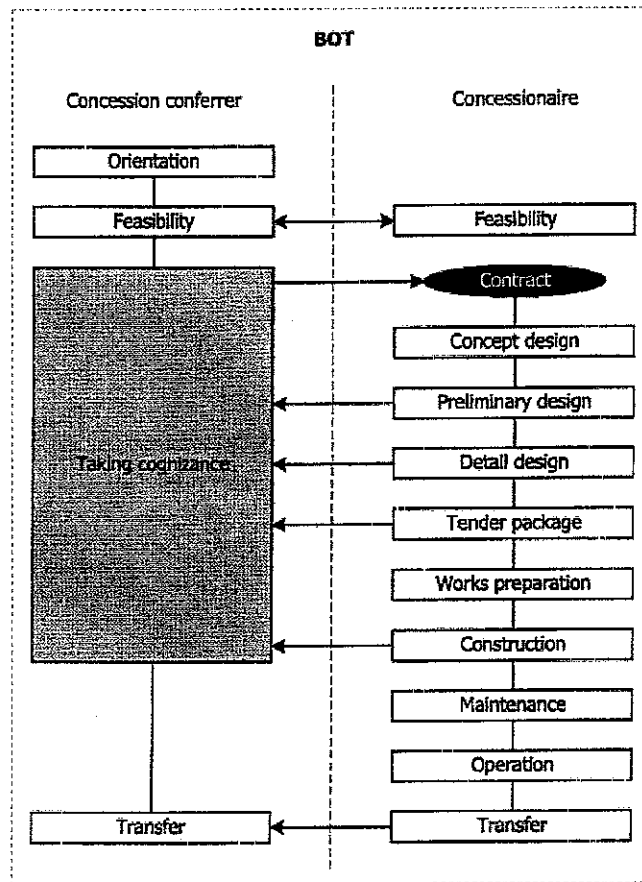 BOT
Concession conferrer
Concessionaire
Orientation
Feasibility
Feasibility
Contract
Concept design
Preliminary design
Taking cognizance
Detail design
Tender package
Works preparation
Construction
Maintenance
Operation
Transfer
Transfer